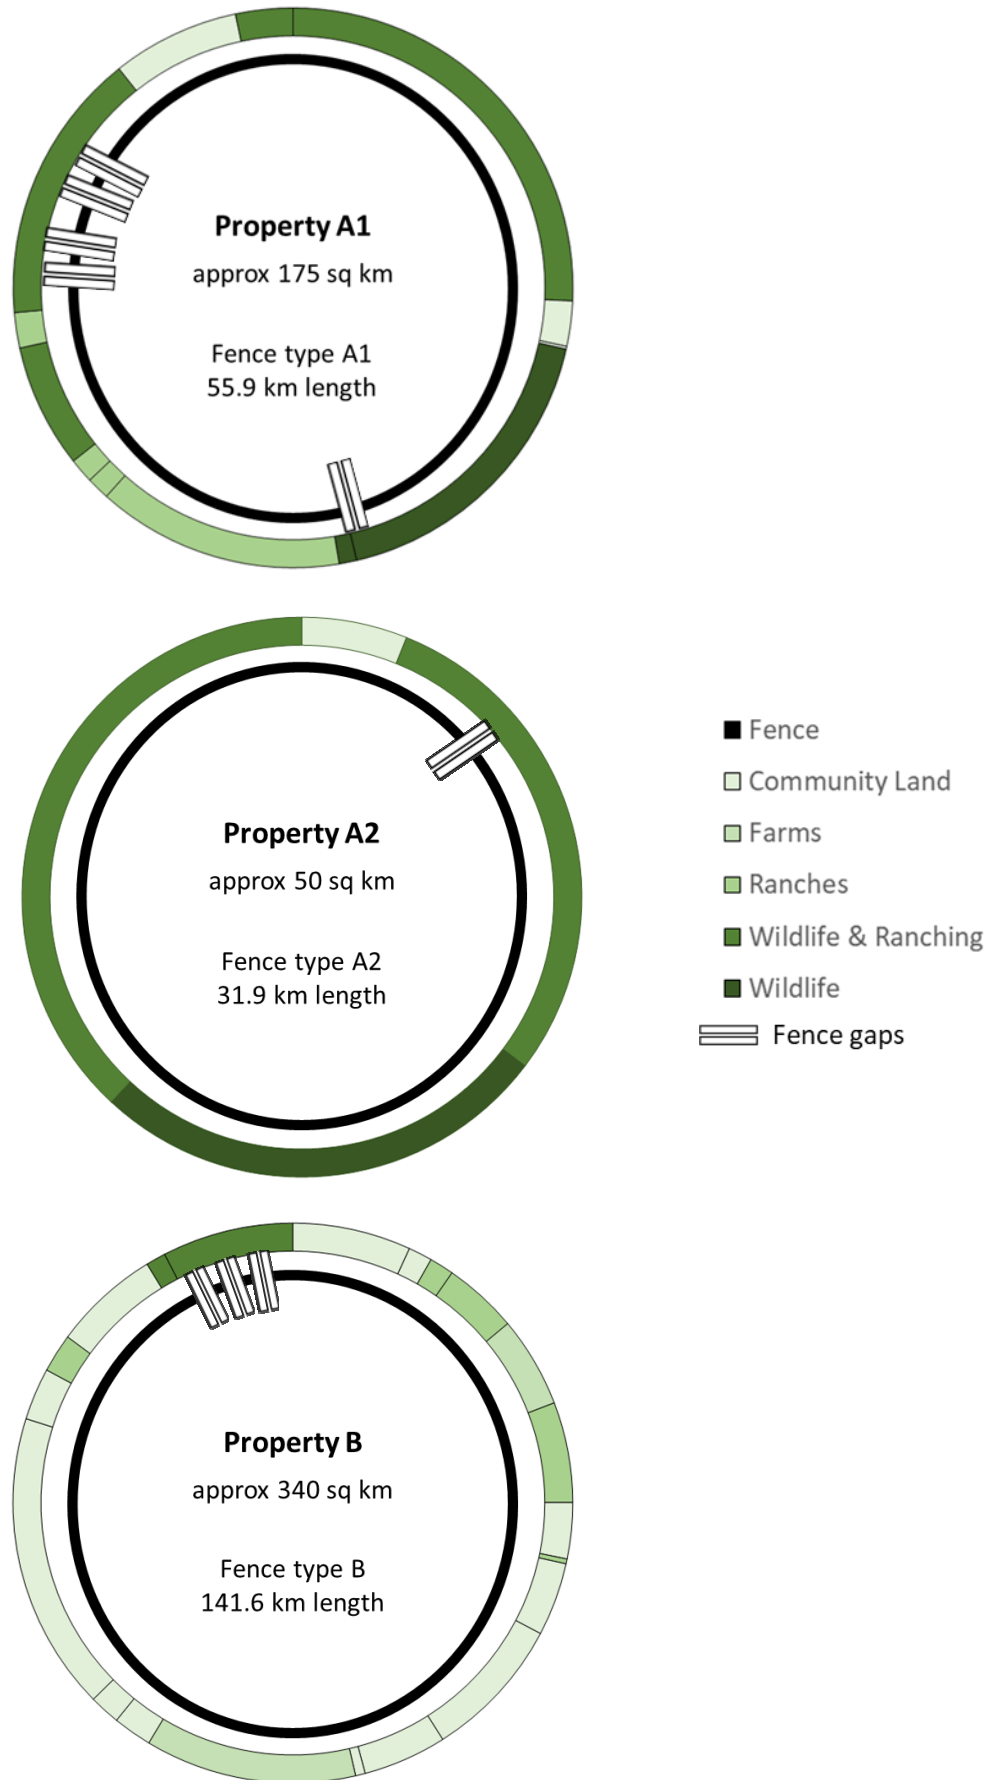 Property A1
approx 175 sq km
Fence type A1
55.9 km length
Property A2
approx 50 sq km
Fence type A2
31.9 km length
Fence
Community Land
Farms
Ranches
Wildlife & Ranching
Wildlife
Fence gaps
Property B
approx 340 sq km
Fence type B
141.6 km length